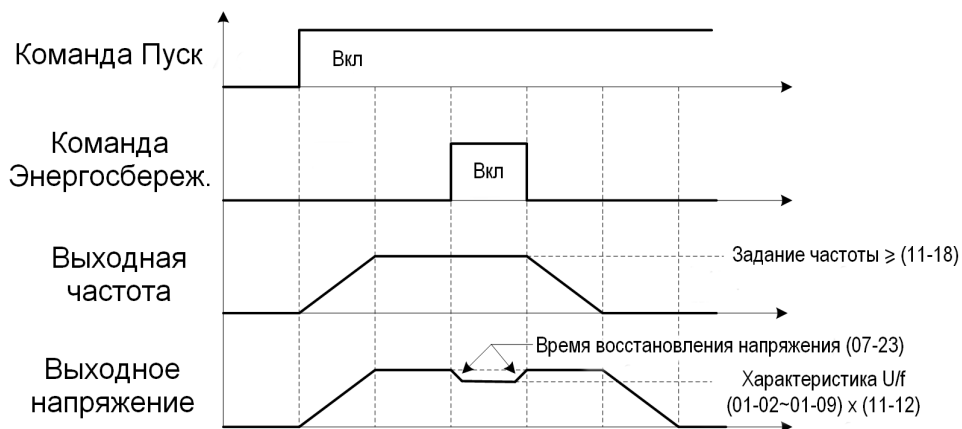 Команда Пуск
Вкл
Команда
Энергосбереж.
Вкл
Выходная
частота
Задание частоты ⩾ (11-18)
Выходное
напряжение
Время восстановления напряжения (07-23)
Характеристика U/f
(01-02~01-09) x (11-12)